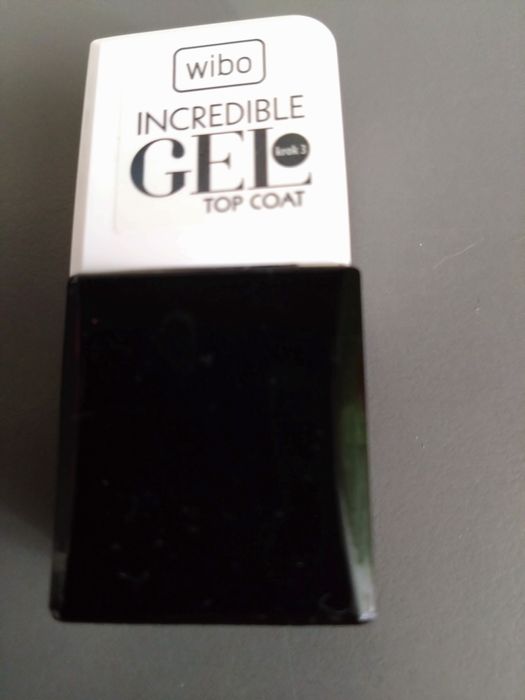 wibo
INCREDIBLE
GEL krok 3
TOP COAT